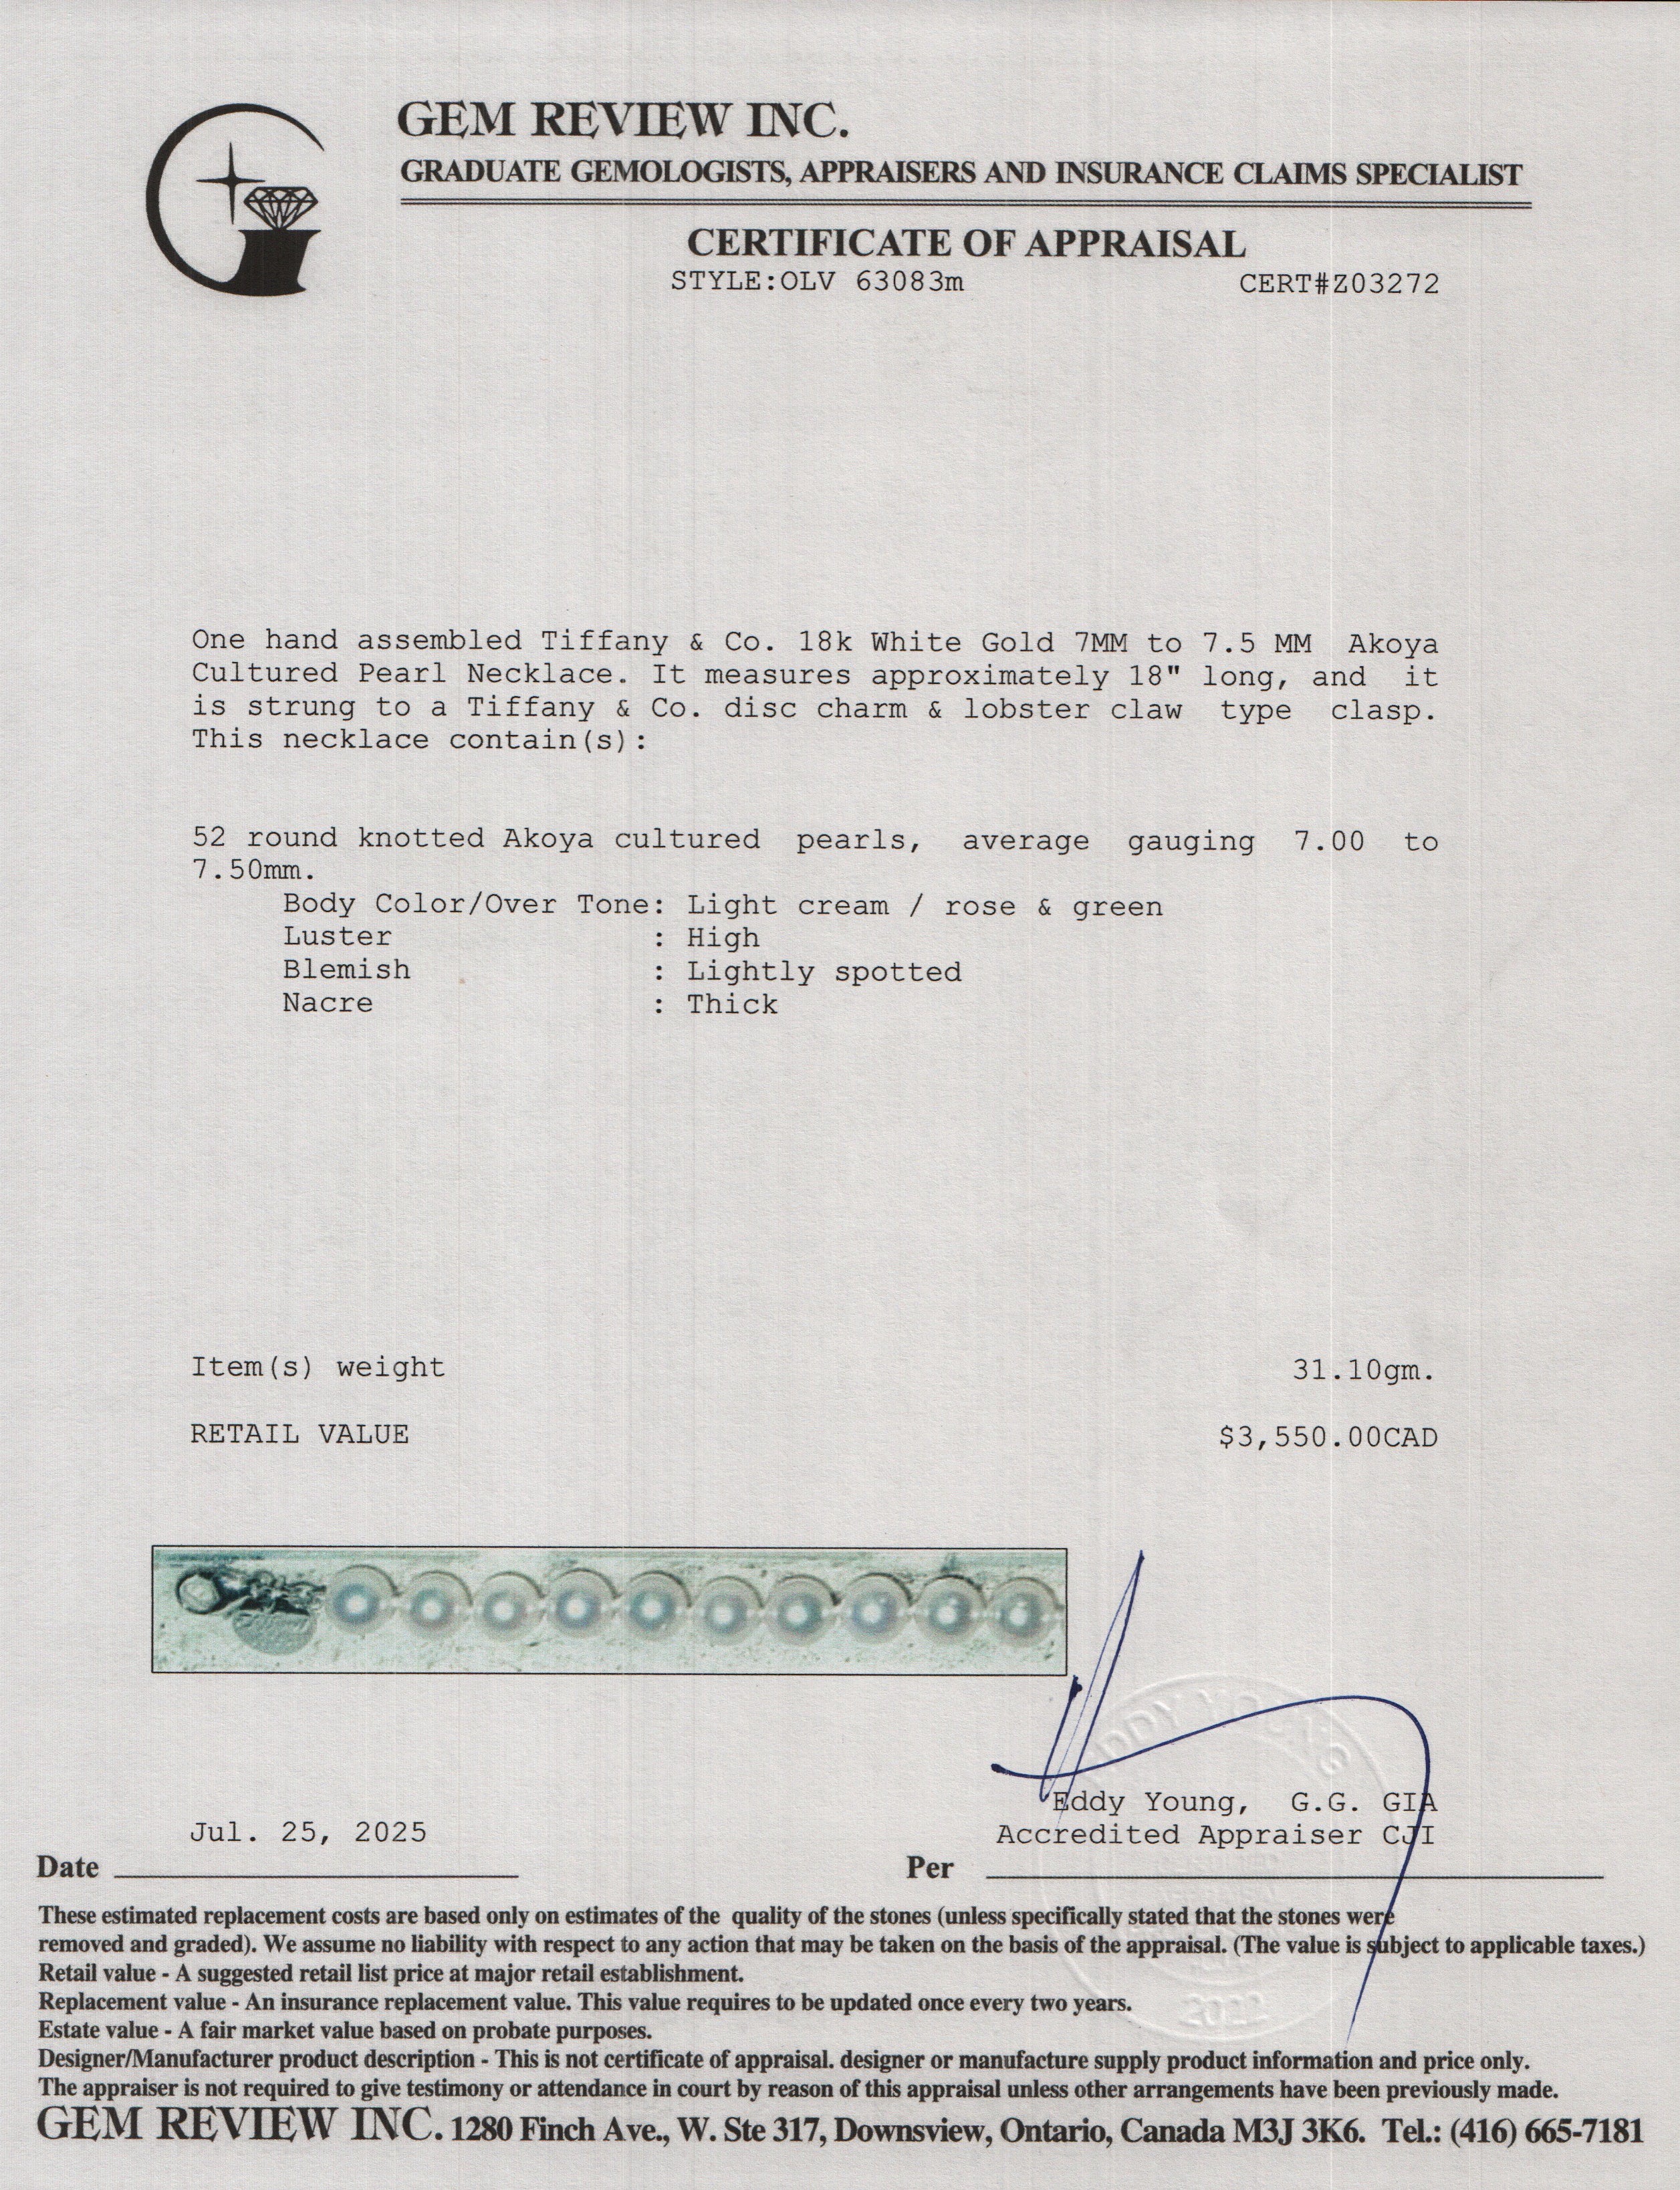 GEM REVIEW INC.
GRADUATE GEMOLOGISTS, APPRAISERS AND INSURANCE CLAIMS SPECIALIST
CERTIFICATE OF APPRAISAL
STYLE:OLV 63083m CERT#Z03272
One hand assembled Tiffany & Co. 18k White Gold 7MM to 7.5 MM Akoya
Cultured Pearl Necklace. It measures approximately 18" long, and it
is strung to a Tiffany & Co. disc charm & lobster claw type clasp.
This necklace contain(s):
52 round knotted Akoya cultured pearls, average gauging 7.00 to
7.50mm.
Body Color/Over Tone: Light cream / rose & green
Luster : High
Blemish : Lightly spotted
Nacre : Thick
Item(s) weight 31.10gm.
RETAIL VALUE $3,550.00CAD
EDDY YOUNG
Eddy Young, G.G. GIA
Jul. 25, 2025 Accredited Appraiser CJI
Date Per
These estimated replacement costs are based only on estimates of the quality of the stones (unless specifically stated that the stones were
removed and graded). We assume no liability with respect to any action that may be taken on the basis of the appraisal. (The value is subject to applicable taxes.)
Retail value - A suggested retail list price at major retail establishment.
Replacement value - An insurance replacement value. This value requires to be updated once every two years.
2022
Estate value - A fair market value based on probate purposes.
Designer/Manufacturer product description - This is not certificate of appraisal. designer or manufacture supply product information and price only.
The appraiser is not required to give testimony or attendance in court by reason of this appraisal unless other arrangements have been previously made.
GEM REVIEW INC. 1280 Finch Ave., W. Ste 317, Downsview, Ontario, Canada M3J 3K6. Tel.: (416) 665-7181